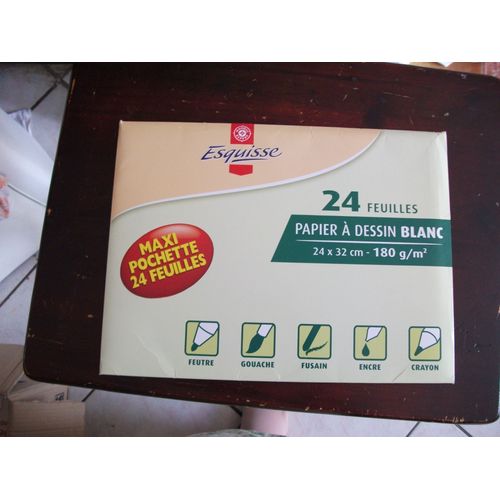 Esquisse
24 FEUILLES
PAPIER À DESSIN BLANC
24 x 32 cm - 180 g/m²
MAXI
POCHETTE
24 FEUILLES
FEUTRE
GOUACHE
FUSAIN
ENCRE
CRAYON